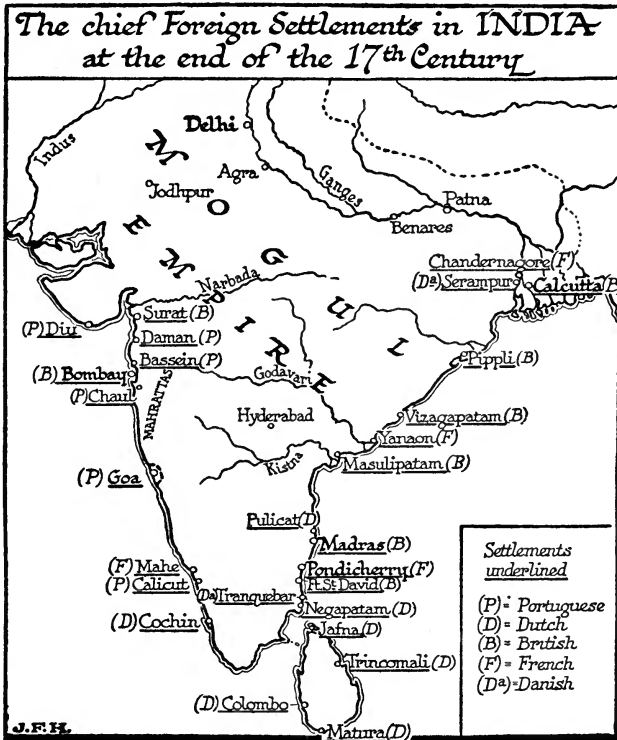 The chief Foreign Settlements in INDIA
at the end of the 17th Century
Indus
Delhi
Agra
Jodhpur
Ganges
Patna
Benares
MOGUL
EMPIRE
Chandernagore (F)
(Da) Serampur
Calcutta (B
Narbada
(P) Diu
Surat (B)
Daman (P)
Bassein (P)
(B) Bombay
(P) Chaul
MAHRATTAS
Godavari
Pippli (B)
Hyderabad
Vizagapatam (B)
Yanaon (F)
Kistna
Masulipatam (B)
(P) Goa
Pulicat (D)
Madras (B)
(F) Mahe
Pondicherry (F)
(P) Calicut
Ft. St David (B)
(Da) Tranquebar
Negapatam (D)
(D) Cochin
Jafna (D)
Trincomali (D)
(D) Colombo
Matura (D)
Settlements
underlined
(P) = Portuguese
(D) = Dutch
(B) = British
(F) = French
(Da) = Danish
J.F.H.